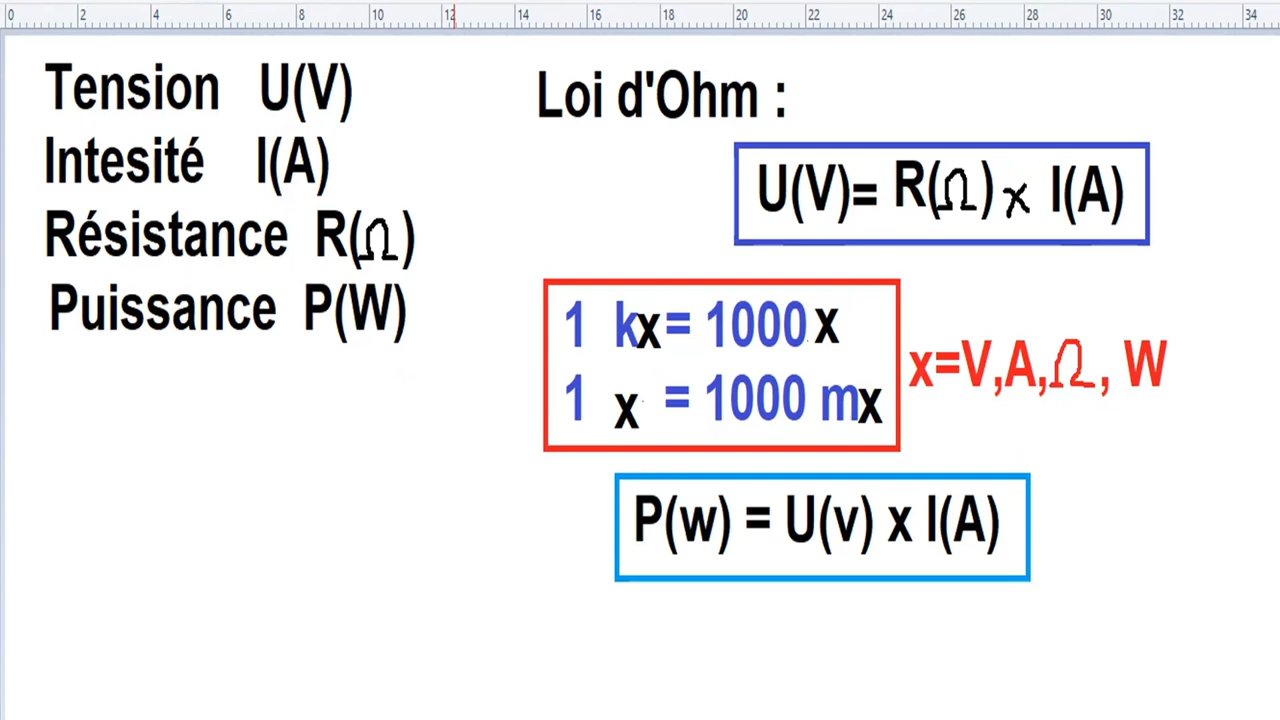 0 2 4 6 8 10 12 14 16 18 20 22 24 26 28 30 32 34
Tension U(V)
Intesité I(A)
Résistance R(Ω)
Puissance P(W)
Loi d'Ohm :
U(V)= R(Ω) x I(A)
1 kx = 1000 x
1 x = 1000 mx
x=V,A,Ω, W
P(w) = U(v) x I(A)